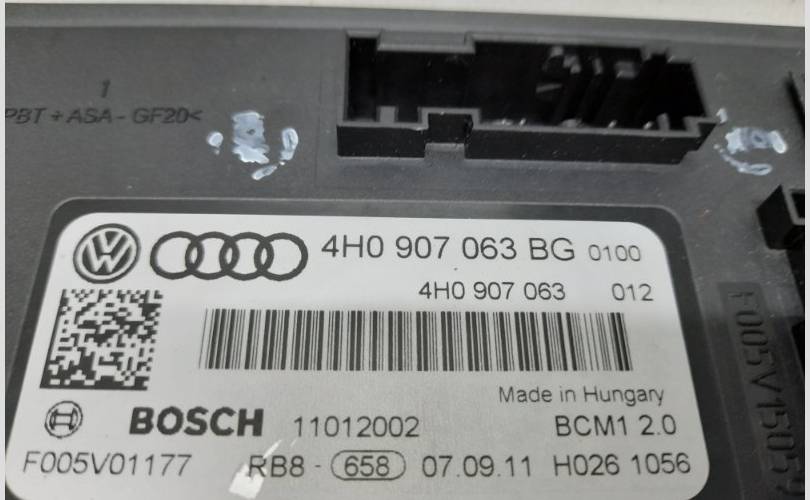 1
PBT + ASA - GF20<
4H0 907 063 BG 0100
4H0 907 063 012
Made in Hungary
BOSCH 11012002 BCM1 2.0
F005V01177 RB8 - 658 07.09.11 H026 1056